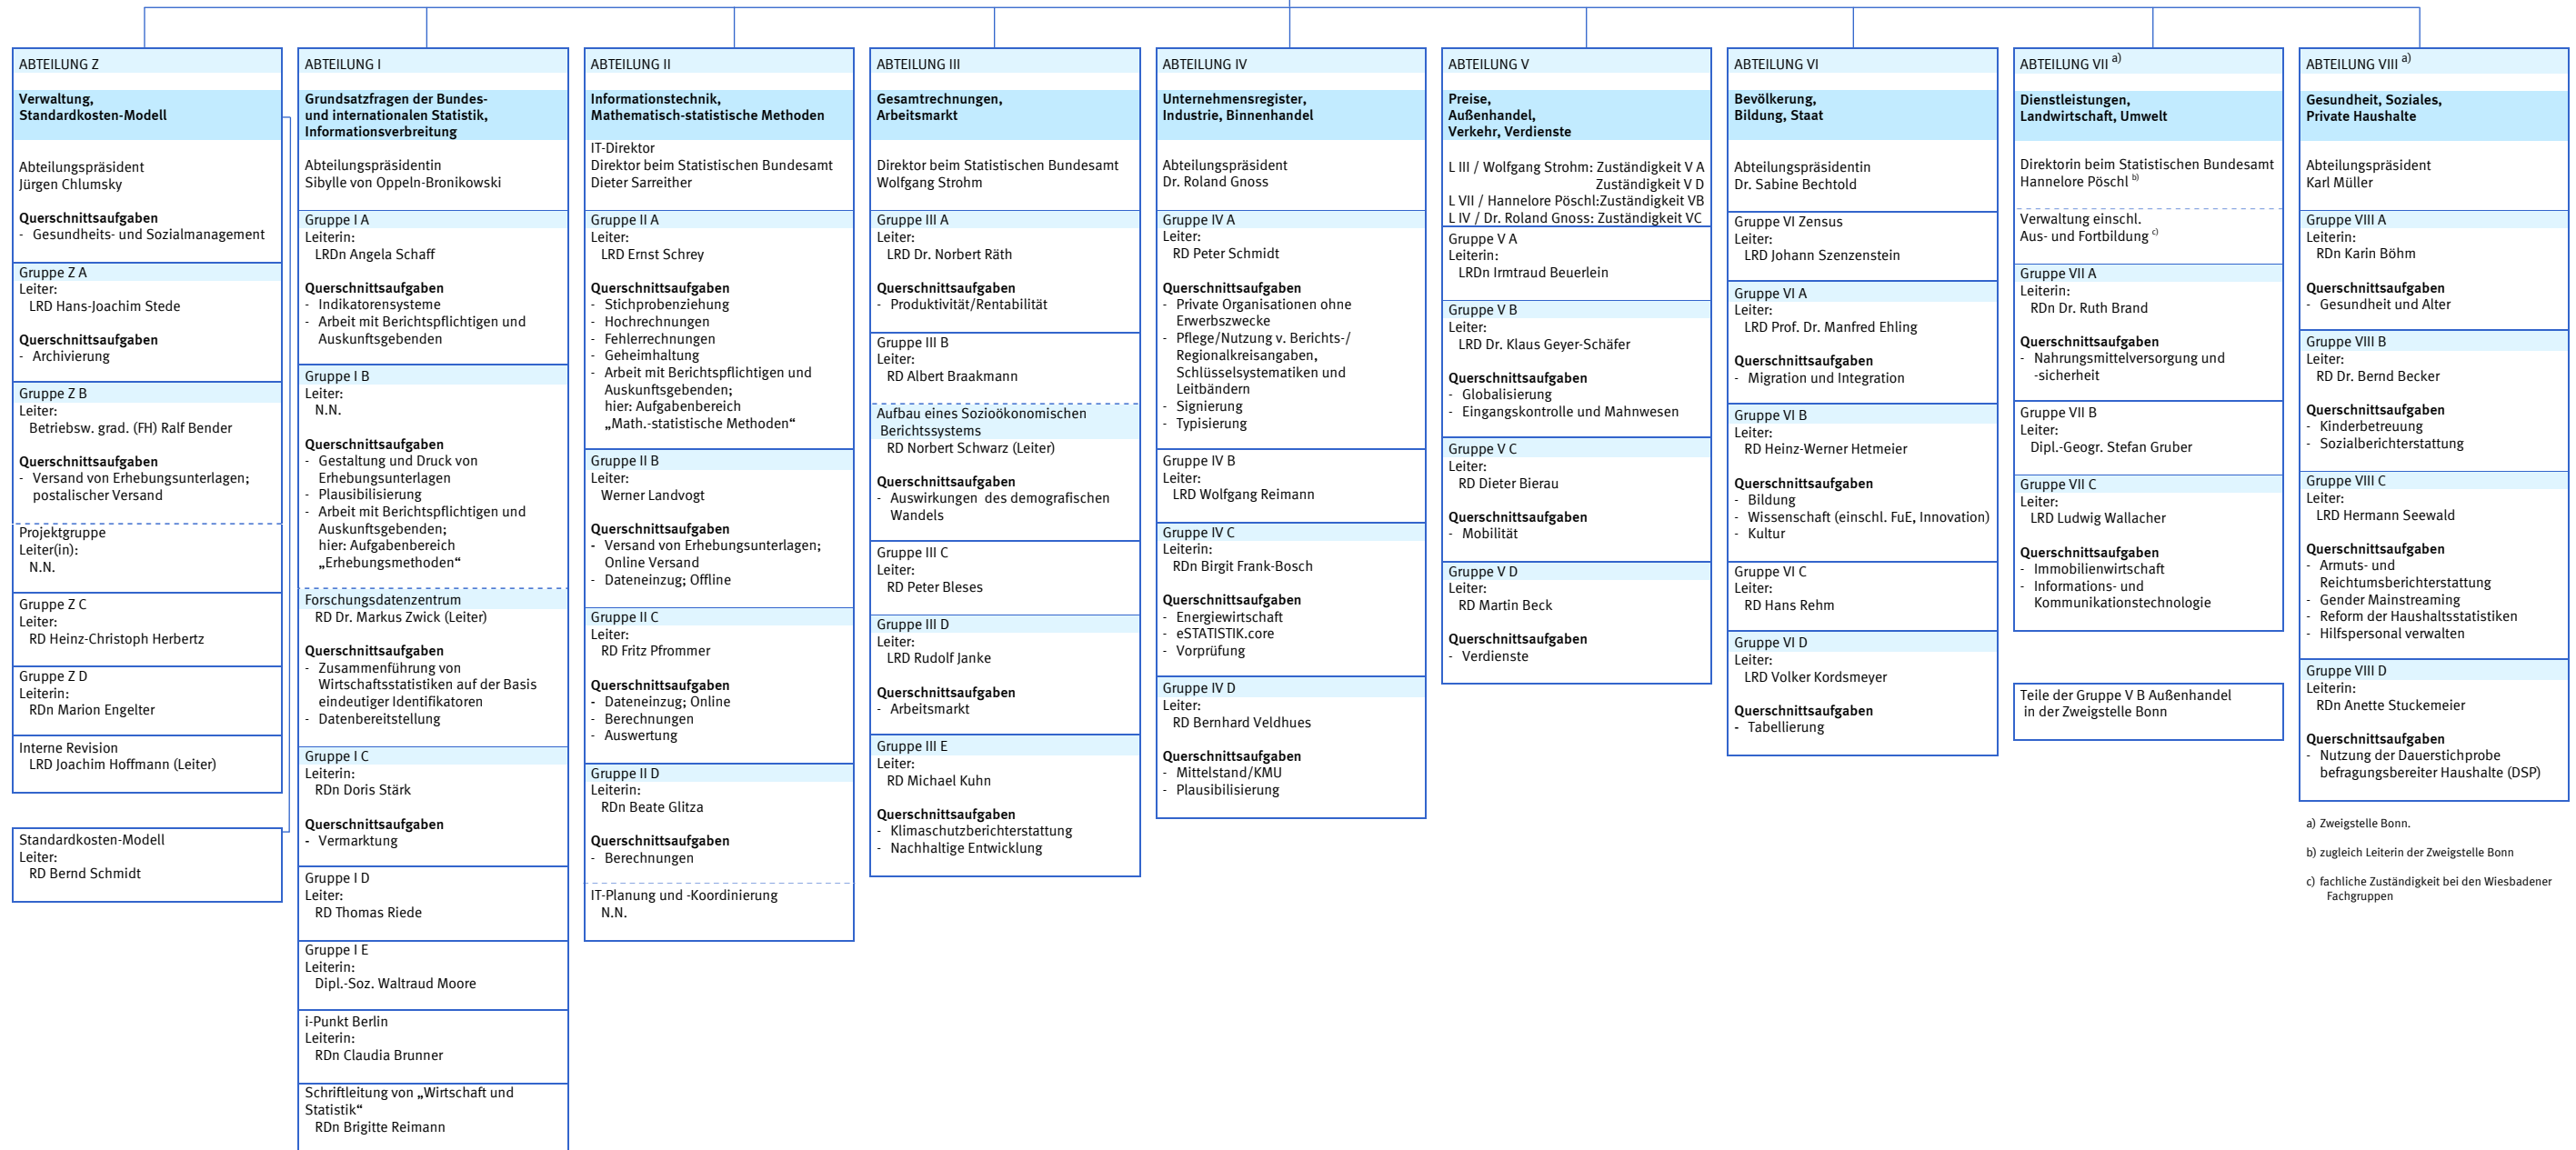 ABTEILUNG Z
Verwaltung,
Standardkosten-Modell
Abteilungspräsident
Jürgen Chlumsky
Querschnittsaufgaben
- Gesundheits- und Sozialmanagement
Gruppe Z A
Leiter:
LRD Hans-Joachim Stede
Querschnittsaufgaben
- Archivierung
Gruppe Z B
Leiter:
Betriebsw. grad. (FH) Ralf Bender
Querschnittsaufgaben
- Versand von Erhebungsunterlagen;
postalischer Versand
Projektgruppe
Leiter(in):
N.N.
Gruppe Z C
Leiter:
RD Heinz-Christoph Herbertz
Gruppe Z D
Leiterin:
RDn Marion Engelter
Interne Revision
LRD Joachim Hoffmann (Leiter)
Standardkosten-Modell
Leiter:
RD Bernd Schmidt
ABTEILUNG I
Grundsatzfragen der Bundes-
und internationalen Statistik,
Informationsverbreitung
Abteilungspräsidentin
Sibylle von Oppeln-Bronikowski
Gruppe I A
Leiterin:
LRDn Angela Schaff
Querschnittsaufgaben
- Indikatorensysteme
- Arbeit mit Berichtspflichtigen und
Auskunftsgebenden
Gruppe I B
Leiter:
N.N.
Querschnittsaufgaben
- Gestaltung und Druck von
Erhebungsunterlagen
- Plausibilisierung
- Arbeit mit Berichtspflichtigen und
Auskunftsgebenden;
hier: Aufgabenbereich
„Erhebungsmethoden“
Forschungsdatenzentrum
RD Dr. Markus Zwick (Leiter)
Querschnittsaufgaben
- Zusammenführung von
Wirtschaftsstatistiken auf der Basis
eindeutiger Identifikatoren
- Datenbereitstellung
Gruppe I C
Leiterin:
RDn Doris Stärk
Querschnittsaufgaben
- Vermarktung
Gruppe I D
Leiter:
RD Thomas Riede
Gruppe I E
Leiterin:
Dipl.-Soz. Waltraud Moore
i-Punkt Berlin
Leiterin:
RDn Claudia Brunner
Schriftleitung von „Wirtschaft und
Statistik“
RDn Brigitte Reimann
ABTEILUNG II
Informationstechnik,
Mathematisch-statistische Methoden
IT-Direktor
Direktor beim Statistischen Bundesamt
Dieter Sarreither
Gruppe II A
Leiter:
LRD Ernst Schrey
Querschnittsaufgaben
- Stichprobenziehung
- Hochrechnungen
- Fehlerrechnungen
- Geheimhaltung
- Arbeit mit Berichtspflichtigen und
Auskunftsgebenden;
hier: Aufgabenbereich
„Math.-statistische Methoden“
Gruppe II B
Leiter:
Werner Landvogt
Querschnittsaufgaben
- Versand von Erhebungsunterlagen;
Online Versand
- Dateneinzug; Offline
Gruppe II C
Leiter:
RD Fritz Pfrommer
Querschnittsaufgaben
- Dateneinzug; Online
- Berechnungen
- Auswertung
Gruppe II D
Leiterin:
RDn Beate Glitza
Querschnittsaufgaben
- Berechnungen
IT-Planung und -Koordinierung
N.N.
ABTEILUNG III
Gesamtrechnungen,
Arbeitsmarkt
Direktor beim Statistischen Bundesamt
Wolfgang Strohm
Gruppe III A
Leiter:
LRD Dr. Norbert Räth
Querschnittsaufgaben
- Produktivität/Rentabilität
Gruppe III B
Leiter:
RD Albert Braakmann
Aufbau eines Sozioökonomischen
Berichtssystems
RD Norbert Schwarz (Leiter)
Querschnittsaufgaben
- Auswirkungen des demografischen
Wandels
Gruppe III C
Leiter:
RD Peter Bleses
Gruppe III D
Leiter:
LRD Rudolf Janke
Querschnittsaufgaben
- Arbeitsmarkt
Gruppe III E
Leiter:
RD Michael Kuhn
Querschnittsaufgaben
- Klimaschutzberichterstattung
- Nachhaltige Entwicklung
ABTEILUNG IV
Unternehmensregister,
Industrie, Binnenhandel
Abteilungspräsident
Dr. Roland Gnoss
Gruppe IV A
Leiter:
RD Peter Schmidt
Querschnittsaufgaben
- Private Organisationen ohne
Erwerbszwecke
- Pflege/Nutzung v. Berichts-/
Regionalkreisangaben,
Schlüsselsystematiken und
Leitbändern
- Signierung
- Typisierung
Gruppe IV B
Leiter:
LRD Wolfgang Reimann
Gruppe IV C
Leiterin:
RDn Birgit Frank-Bosch
Querschnittsaufgaben
- Energiewirtschaft
- eSTATISTIK.core
- Vorprüfung
Gruppe IV D
Leiter:
RD Bernhard Veldhues
Querschnittsaufgaben
- Mittelstand/KMU
- Plausibilisierung
ABTEILUNG V
Preise,
Außenhandel,
Verkehr, Verdienste
L III / Wolfgang Strohm: Zuständigkeit V A
Zuständigkeit V D
L VII / Hannelore Pöschl:Zuständigkeit VB
L IV / Dr. Roland Gnoss: Zuständigkeit VC
Gruppe V A
Leiterin:
LRDn Irmtraud Beuerlein
Gruppe V B
Leiter:
LRD Dr. Klaus Geyer-Schäfer
Querschnittsaufgaben
- Globalisierung
- Eingangskontrolle und Mahnwesen
Gruppe V C
Leiter:
RD Dieter Bierau
Querschnittsaufgaben
- Mobilität
Gruppe V D
Leiter:
RD Martin Beck
Querschnittsaufgaben
- Verdienste
ABTEILUNG VI
Bevölkerung,
Bildung, Staat
Abteilungspräsidentin
Dr. Sabine Bechtold
Gruppe VI Zensus
Leiter:
LRD Johann Szenzenstein
Gruppe VI A
Leiter:
LRD Prof. Dr. Manfred Ehling
Querschnittsaufgaben
- Migration und Integration
Gruppe VI B
Leiter:
RD Heinz-Werner Hetmeier
Querschnittsaufgaben
- Bildung
- Wissenschaft (einschl. FuE, Innovation)
- Kultur
Gruppe VI C
Leiter:
RD Hans Rehm
Gruppe VI D
Leiter:
LRD Volker Kordsmeyer
Querschnittsaufgaben
- Tabellierung
ABTEILUNG VII a)
Dienstleistungen,
Landwirtschaft, Umwelt
Direktorin beim Statistischen Bundesamt
Hannelore Pöschl b)
Verwaltung einschl.
Aus- und Fortbildung c)
Gruppe VII A
Leiterin:
RDn Dr. Ruth Brand
Querschnittsaufgaben
- Nahrungsmittelversorgung und
-sicherheit
Gruppe VII B
Leiter:
Dipl.-Geogr. Stefan Gruber
Gruppe VII C
Leiter:
LRD Ludwig Wallacher
Querschnittsaufgaben
- Immobilienwirtschaft
- Informations- und
Kommunikationstechnologie
Teile der Gruppe V B Außenhandel
in der Zweigstelle Bonn
ABTEILUNG VIII a)
Gesundheit, Soziales,
Private Haushalte
Abteilungspräsident
Karl Müller
Gruppe VIII A
Leiterin:
RDn Karin Böhm
Querschnittsaufgaben
- Gesundheit und Alter
Gruppe VIII B
Leiter:
RD Dr. Bernd Becker
Querschnittsaufgaben
- Kinderbetreuung
- Sozialberichterstattung
Gruppe VIII C
Leiter:
LRD Hermann Seewald
Querschnittsaufgaben
- Armuts- und
Reichtumsberichterstattung
- Gender Mainstreaming
- Reform der Haushaltsstatistiken
- Hilfspersonal verwalten
Gruppe VIII D
Leiterin:
RDn Anette Stuckemeier
Querschnittsaufgaben
- Nutzung der Dauerstichprobe
befragungsbereiter Haushalte (DSP)
a) Zweigstelle Bonn.
b) zugleich Leiterin der Zweigstelle Bonn
c) fachliche Zuständigkeit bei den Wiesbadener
Fachgruppen